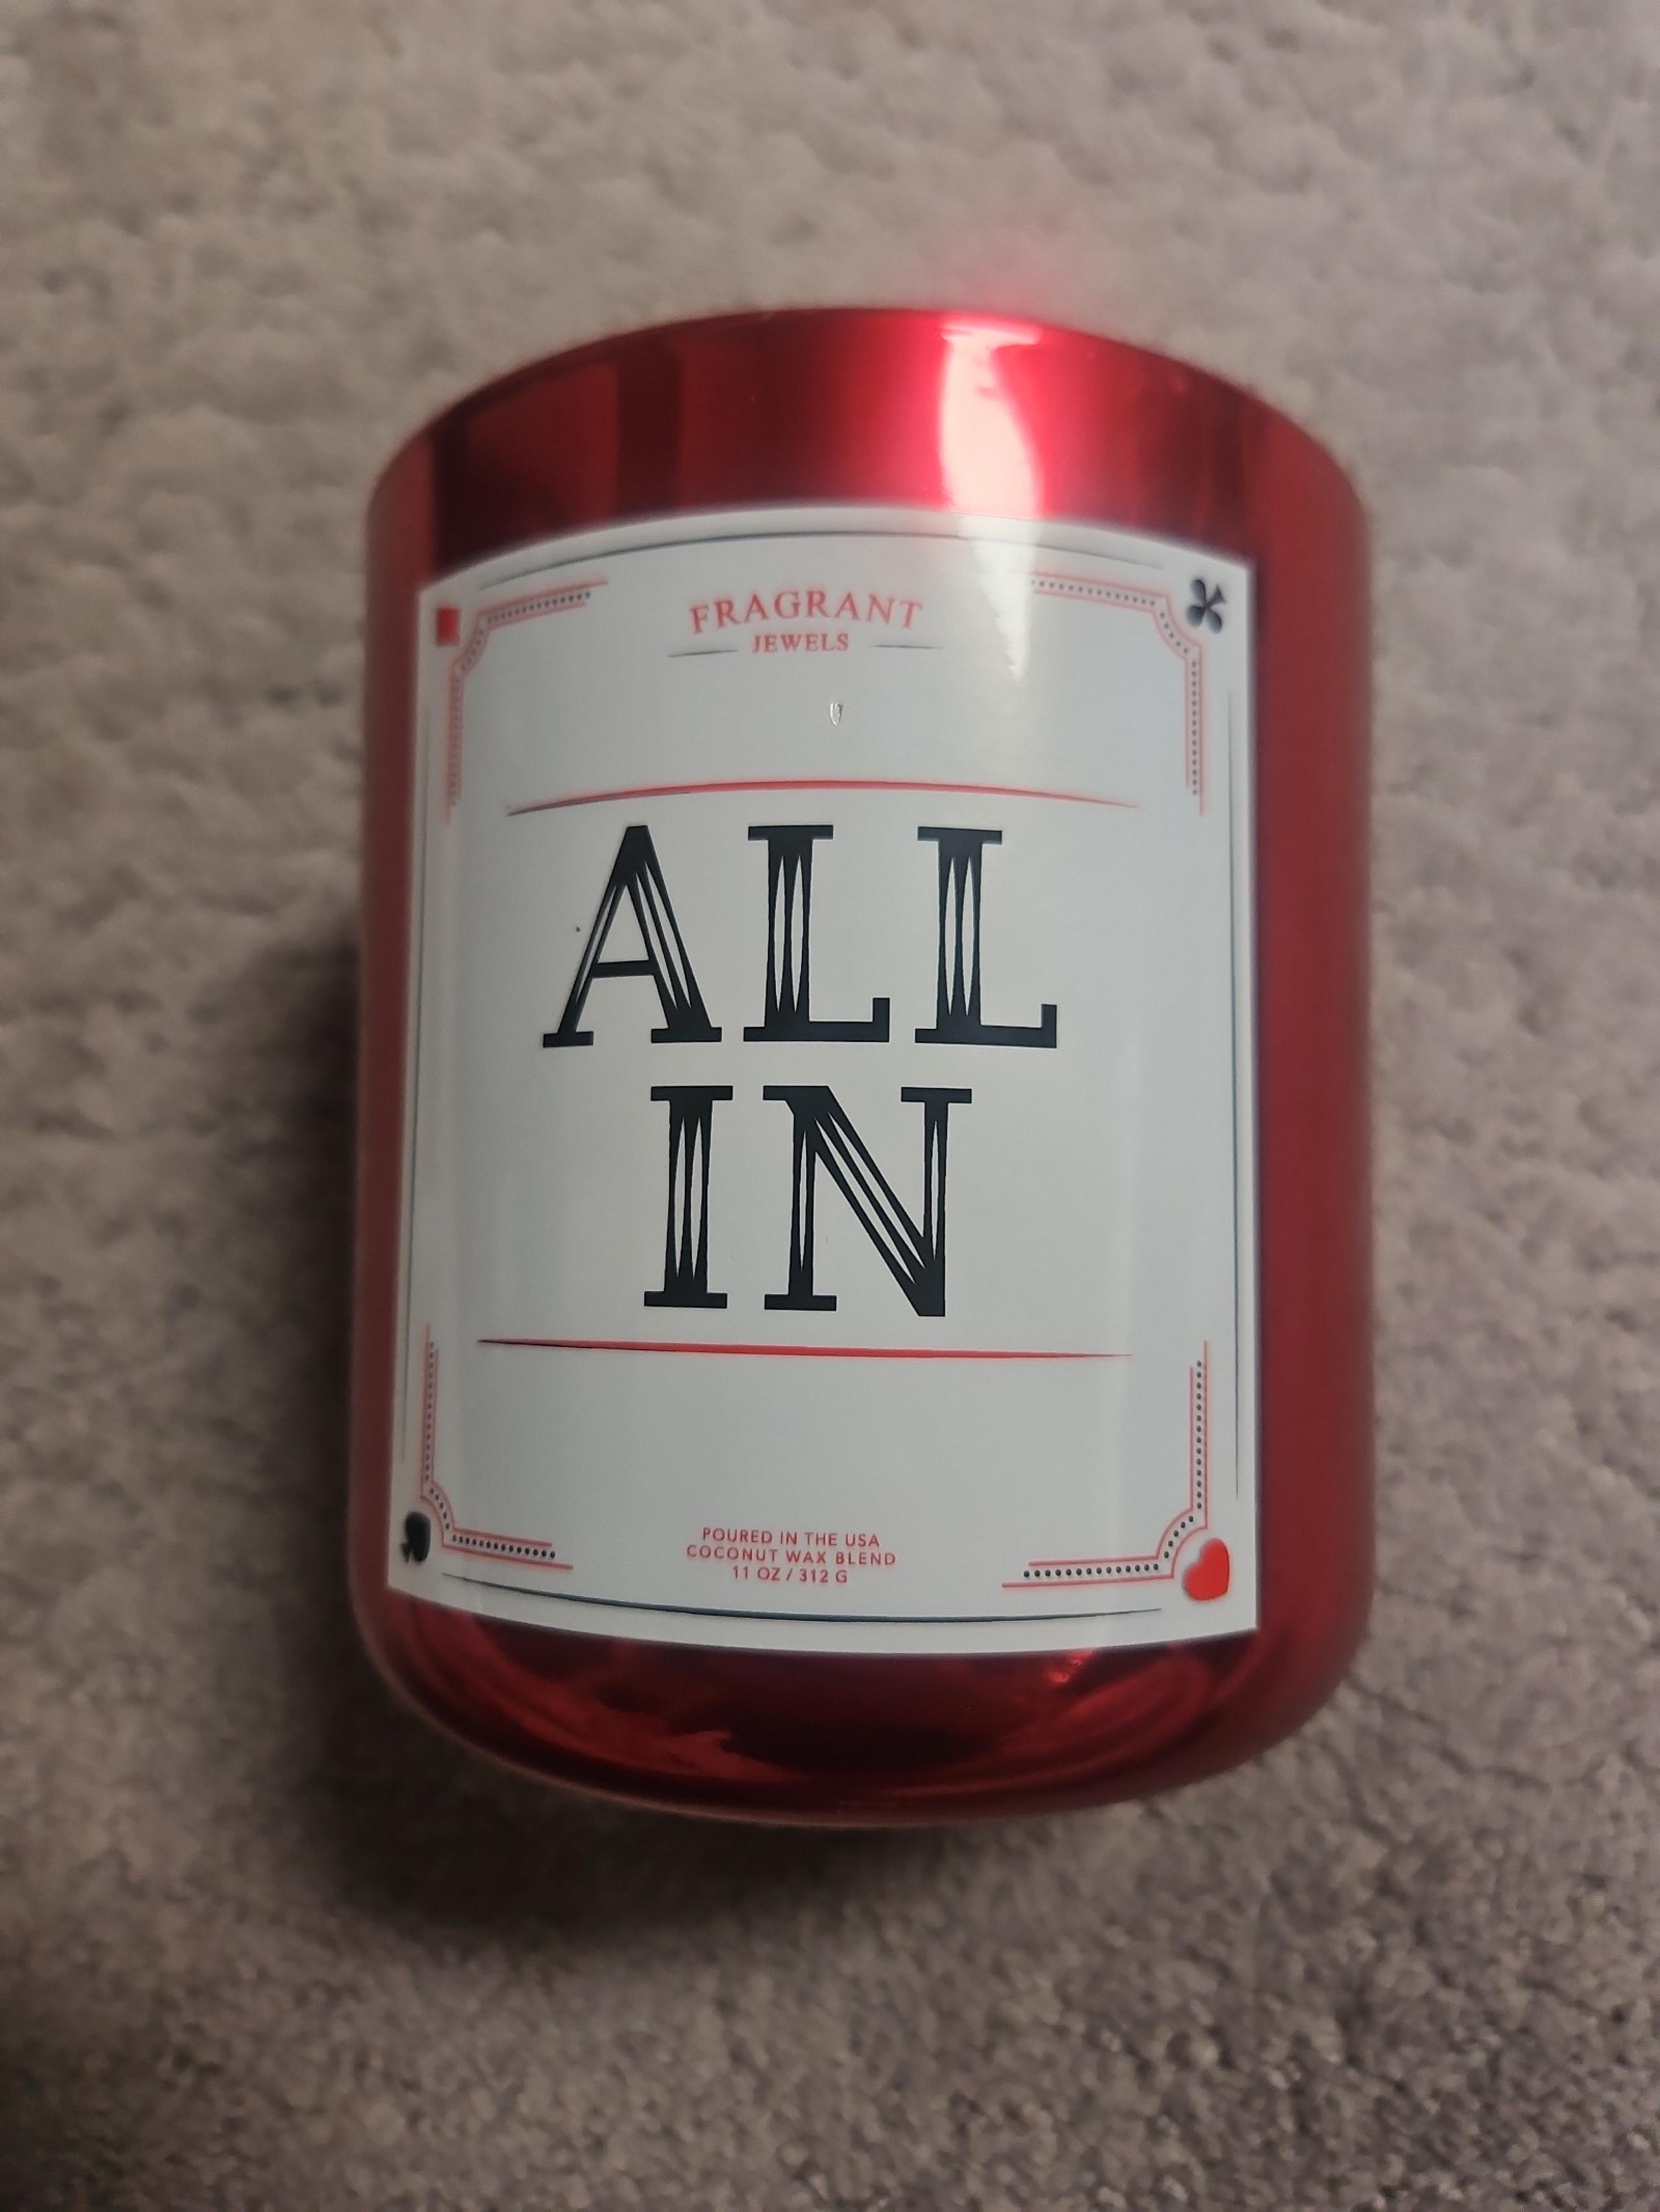 FRAGRANT
JEWELS
ALL
IN
POURED IN THE USA
COCONUT WAX BLEND
11 OZ / 312 G